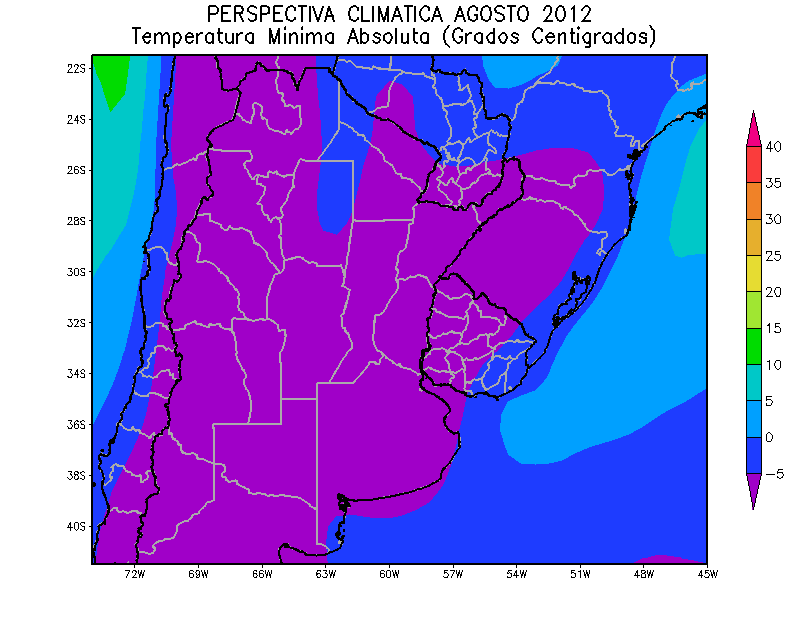 PERSPECTIVA CLIMATICA AGOSTO 2012
Temperatura Minima Absoluta (Grados Centigrados)
22S
24S
26S
28S
30S
32S
34S
36S
38S
40S
72W 69W 66W 63W 60W 57W 54W 51W 48W 45W
40
35
30
25
20
15
10
5
0
−5